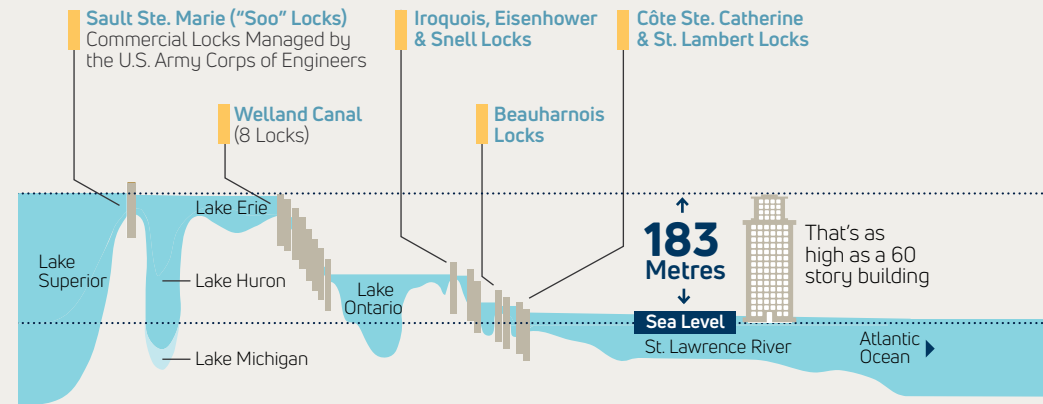 Sault Ste. Marie (“Soo” Locks)
Commercial Locks Managed by
the U.S. Army Corps of Engineers
Iroquois, Eisenhower
& Snell Locks
Côte Ste. Catherine
& St. Lambert Locks
Welland Canal
(8 Locks)
Beauharnois
Locks
Lake Erie
Lake
Superior
Lake Huron
Lake
Ontario
Lake Michigan
183
Metres
That’s as
high as a 60
story building
Sea Level
St. Lawrence River
Atlantic
Ocean